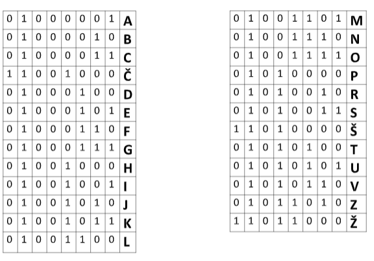 0 1 0 0 0 0 0 1 A
0 1 0 0 0 0 1 0 B
0 1 0 0 0 0 1 1 C
1 1 0 0 1 0 0 0 Č
0 1 0 0 0 1 0 0 D
0 1 0 0 0 1 0 1 E
0 1 0 0 0 1 1 0 F
0 1 0 0 0 1 1 1 G
0 1 0 0 1 0 0 0 H
0 1 0 0 1 0 0 1 I
0 1 0 0 1 0 1 0 J
0 1 0 0 1 0 1 1 K
0 1 0 0 1 1 0 0 L
0 1 0 0 1 1 0 1 M
0 1 0 0 1 1 1 0 N
0 1 0 0 1 1 1 1 O
0 1 0 1 0 0 0 0 P
0 1 0 1 0 0 1 0 R
0 1 0 1 0 0 1 1 S
1 1 0 1 0 0 0 0 Š
0 1 0 1 0 1 0 0 T
0 1 0 1 0 1 0 1 U
0 1 0 1 0 1 1 0 V
0 1 0 1 1 0 1 0 Z
1 1 0 1 1 0 0 0 Ž